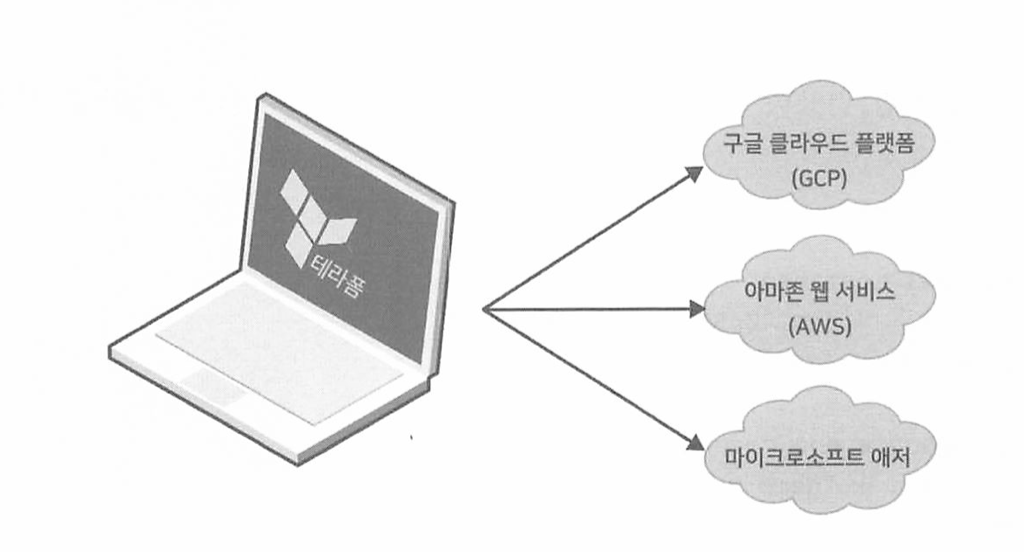 테라폼
구글 클라우드 플랫폼
(GCP)
아마존 웹 서비스
(AWS)
마이크로소프트 애저